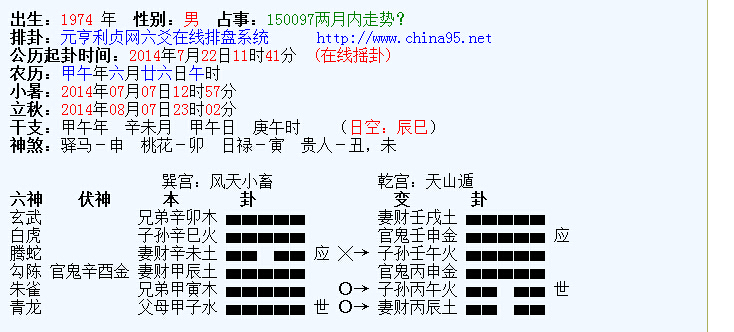 出生：1974 年 性别：男 占事：150097两月内走势？
排卦：元亨利贞网六爻在线排盘系统 http://www.china95.net
公历起卦时间：2014年7月22日11时41分 (在线摇卦)
农历：甲午年六月廿六日午时
小暑：2014年07月07日12时57分
立秋：2014年08月07日23时02分
干支：甲午年 辛未月 甲午日 庚午时 （日空：辰巳）
神煞：驿马－申 桃花－卯 日禄－寅 贵人－丑，未
巽宫：风天小畜 乾宫：天山遁
六神 伏神 本 卦 变 卦
玄武 兄弟辛卯木 妻财壬戌土
白虎 子孙辛巳火 官鬼壬申金 应
腾蛇 妻财辛未土 应 ╳→ 子孙壬午火
勾陈 官鬼辛酉金 妻财甲辰土 官鬼丙申金
朱雀 兄弟甲寅木 O→ 子孙丙午火 世
青龙 父母甲子水 世 O→ 妻财丙辰土